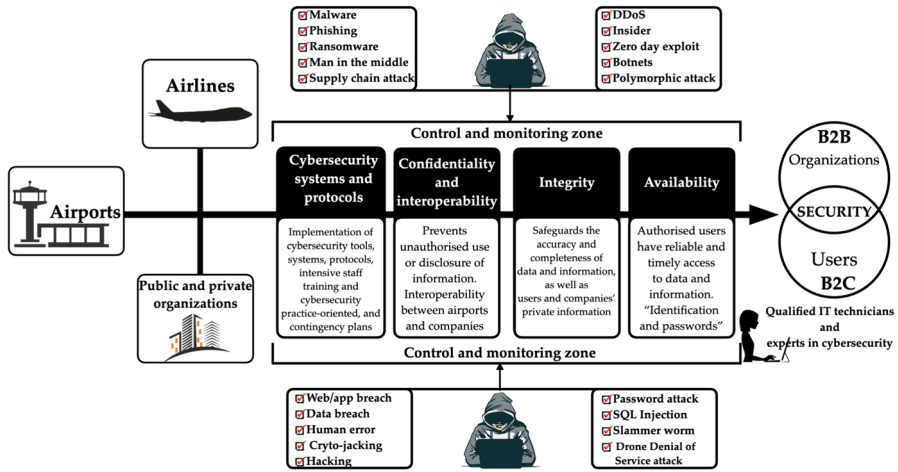 Malware
Phishing
Ransomware
Man in the middle
Supply chain attack
DDoS
Insider
Zero day exploit
Botnets
Polymorphic attack
Airlines
Airports
Public and private
organizations
Control and monitoring zone
Cybersecurity
systems and
protocols
Implementation of
cybersecurity tools,
systems, protocols,
intensive staff
training and
cybersecurity
practice-oriented, and
contingency plans
Confidentiality
and
interoperability
Prevents
unauthorised use
or disclosure of
information.
Interoperability
between airports
and companies
Integrity
Safeguards the
accuracy and
completeness of
data and information,
as well as
users and companies'
private information
Availability
Authorised users
have reliable and
timely access
to data and
information.
“Identification
and passwords”
Control and monitoring zone
B2B
Organizations
SECURITY
Users
B2C
Qualified IT technicians
and
experts in cybersecurity
Web/app breach
Data breach
Human error
Cryto-jacking
Hacking
Password attack
SQL Injection
Slammer worm
Drone Denial of
Service attack